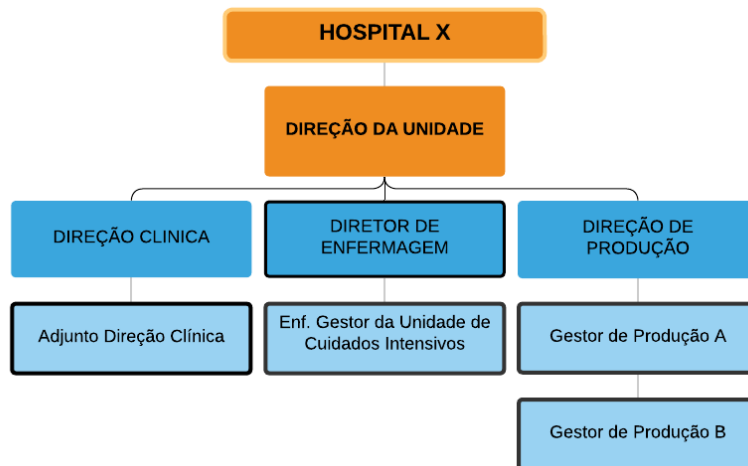 HOSPITAL X
DIREÇÃO DA UNIDADE
DIREÇÃO CLINICA
DIRETOR DE
ENFERMAGEM
DIREÇÃO DE
PRODUÇÃO
Adjunto Direção Clínica
Enf. Gestor da Unidade de
Cuidados Intensivos
Gestor de Produção A
Gestor de Produção B